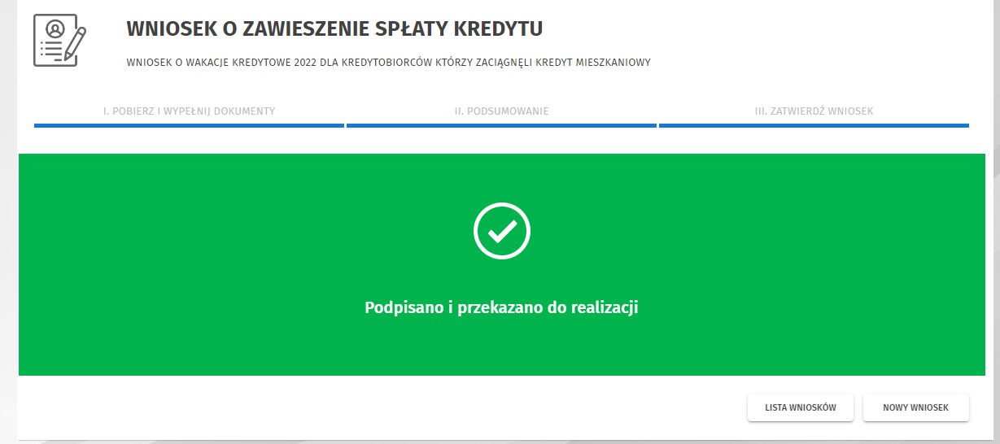 WNIOSEK O ZAWIESZENIE SPŁATY KREDYTU
WNIOSEK O WAKACJE KREDYTOWE 2022 DLA KREDYTOBIORCÓW KTÓRZY ZACIĄGNĘLI KREDYT MIESZKANIOWY
I. POBIERZ I WYPEŁNIJ DOKUMENTY
II. PODSUMOWANIE
III. ZATWIERDŹ WNIOSEK
Podpisano i przekazano do realizacji
LISTA WNIOSKÓW
NOWY WNIOSEK